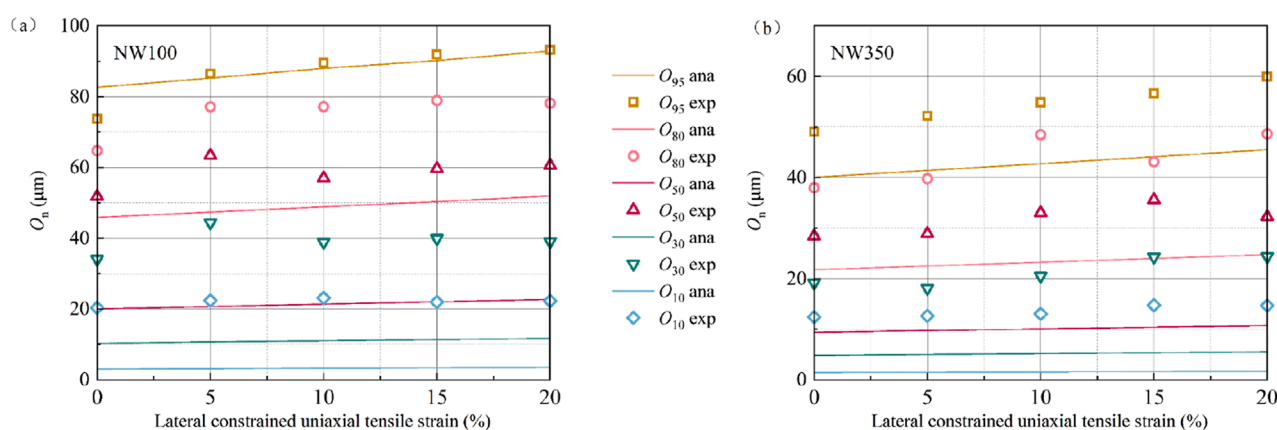 (a)
NW100
100
80
60
40
20
0
On (μm)
0 5 10 15 20
Lateral constrained uniaxial tensile strain (%)
O95 ana
O95 exp
O80 ana
O80 exp
O50 ana
O50 exp
O30 ana
O30 exp
O10 ana
O10 exp
(b)
NW350
60
40
20
0
0 5 10 15 20
Lateral constrained uniaxial tensile strain (%)